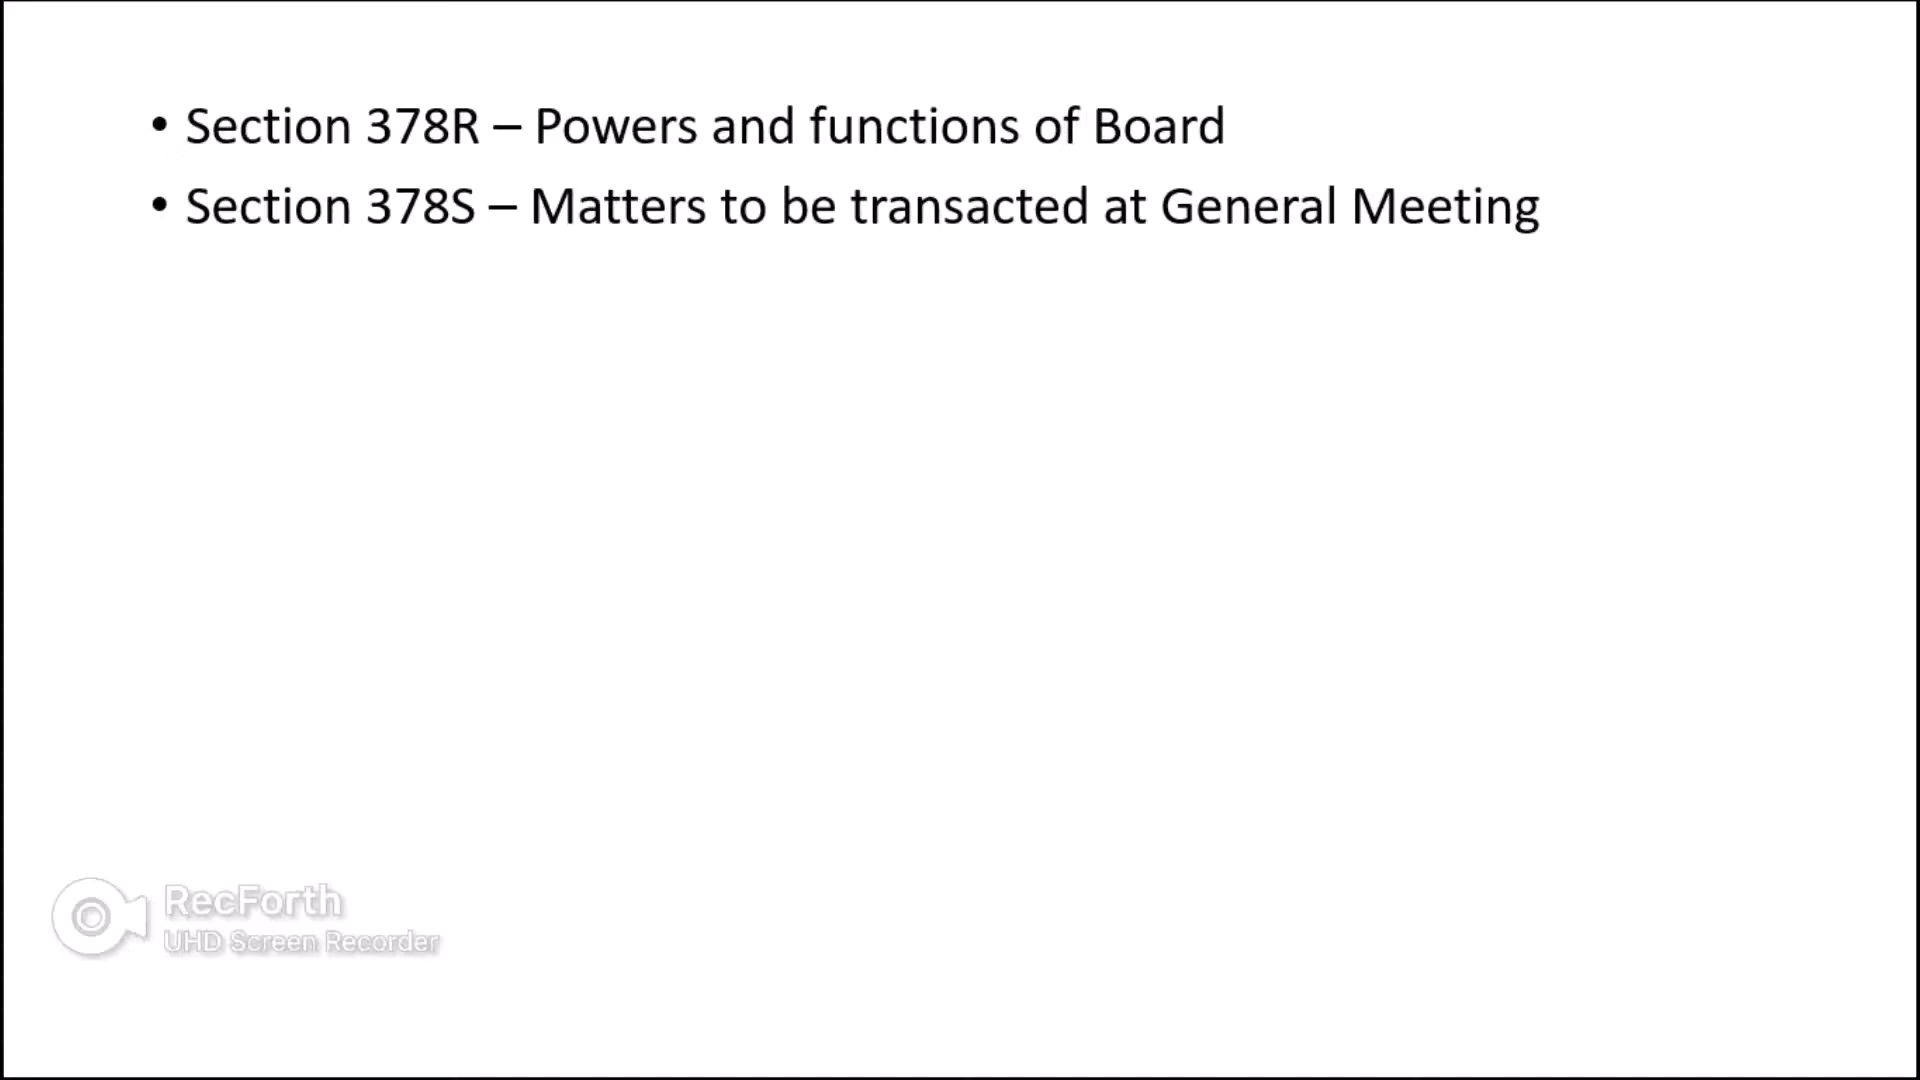 • Section 378R – Powers and functions of Board
• Section 378S – Matters to be transacted at General Meeting
RecForth
UHD Screen Recorder